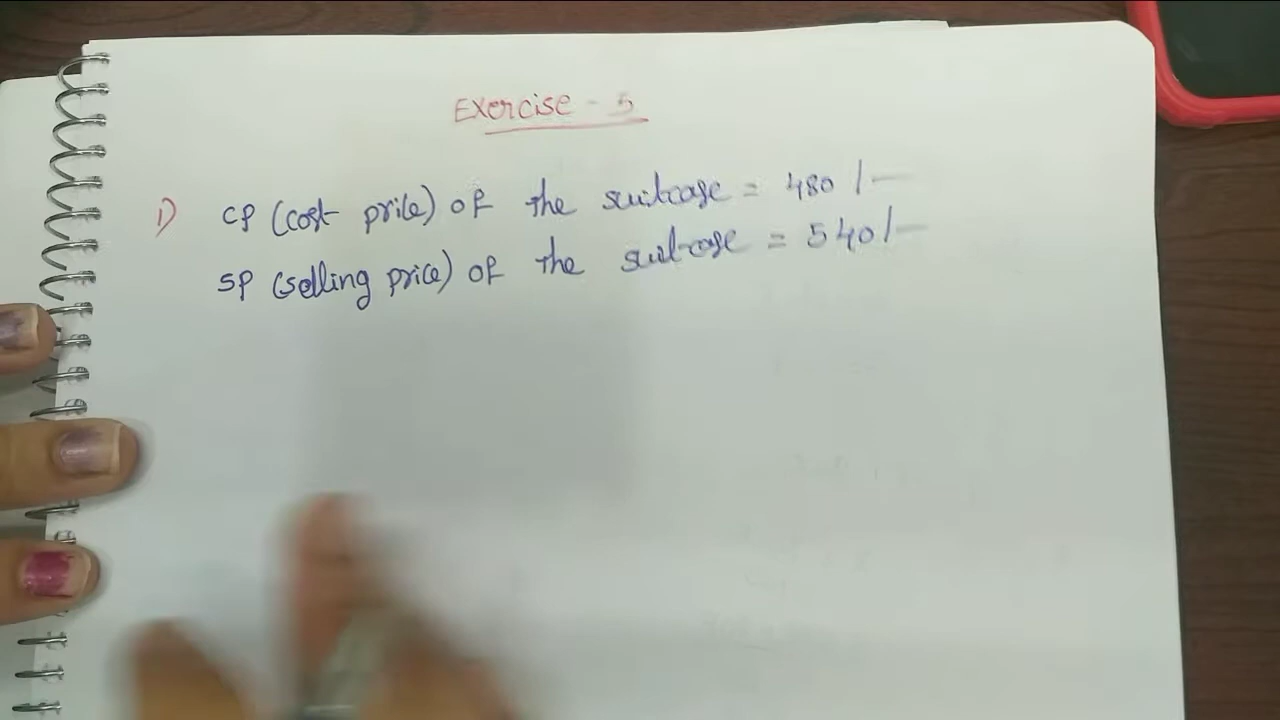 Exercise - 5
1) CP (cost price) of the suitcase = 480/-
SP (selling price) of the suitcase = 540/-